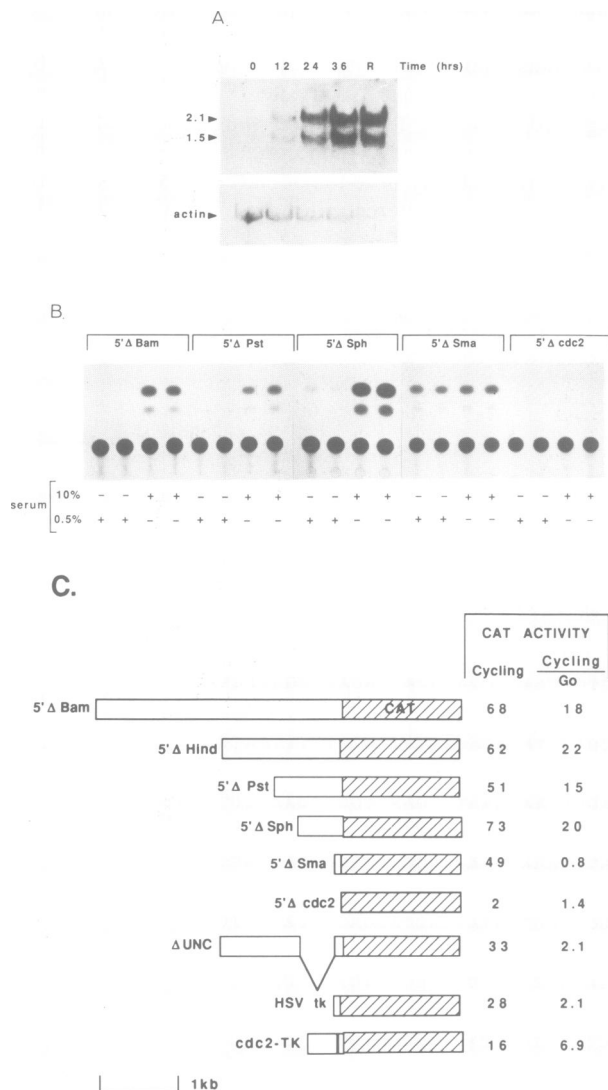 A.
0 12 24 36 R Time (hrs)
2.1
1.5
actin
B.
5'Δ Bam 5'Δ Pst 5'Δ Sph 5'Δ Sma 5'Δ cdc2
serum
10% – – + + – – + + – – + + – – + + – – + +
0.5% + + – – + + – – + + – – + + – – + + – –
C.
CAT ACTIVITY
Cycling Cycling
Go
5'Δ Bam CAT 68 18
5'Δ Hind 62 22
5'Δ Pst 51 15
5'Δ Sph 73 20
5'Δ Sma 49 0.8
5'Δ cdc2 2 1.4
ΔUNC 33 2.1
HSV tk 28 2.1
cdc2-TK 16 6.9
1kb